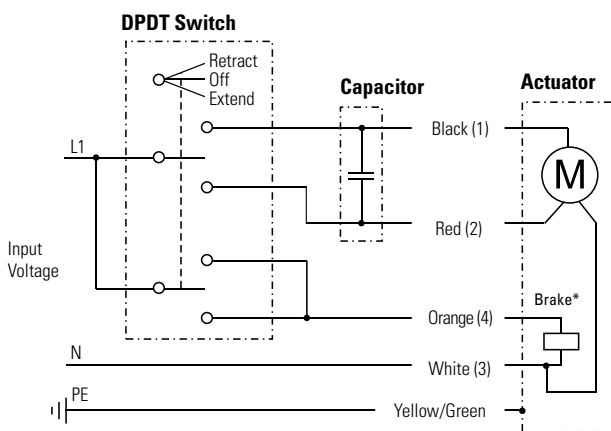 DPDT Switch
Retract
Off
Extend
Capacitor
Actuator
Black (1)
L1
M
Red (2)
Input
Voltage
Brake*
Orange (4)
N
White (3)
PE
Yellow/Green